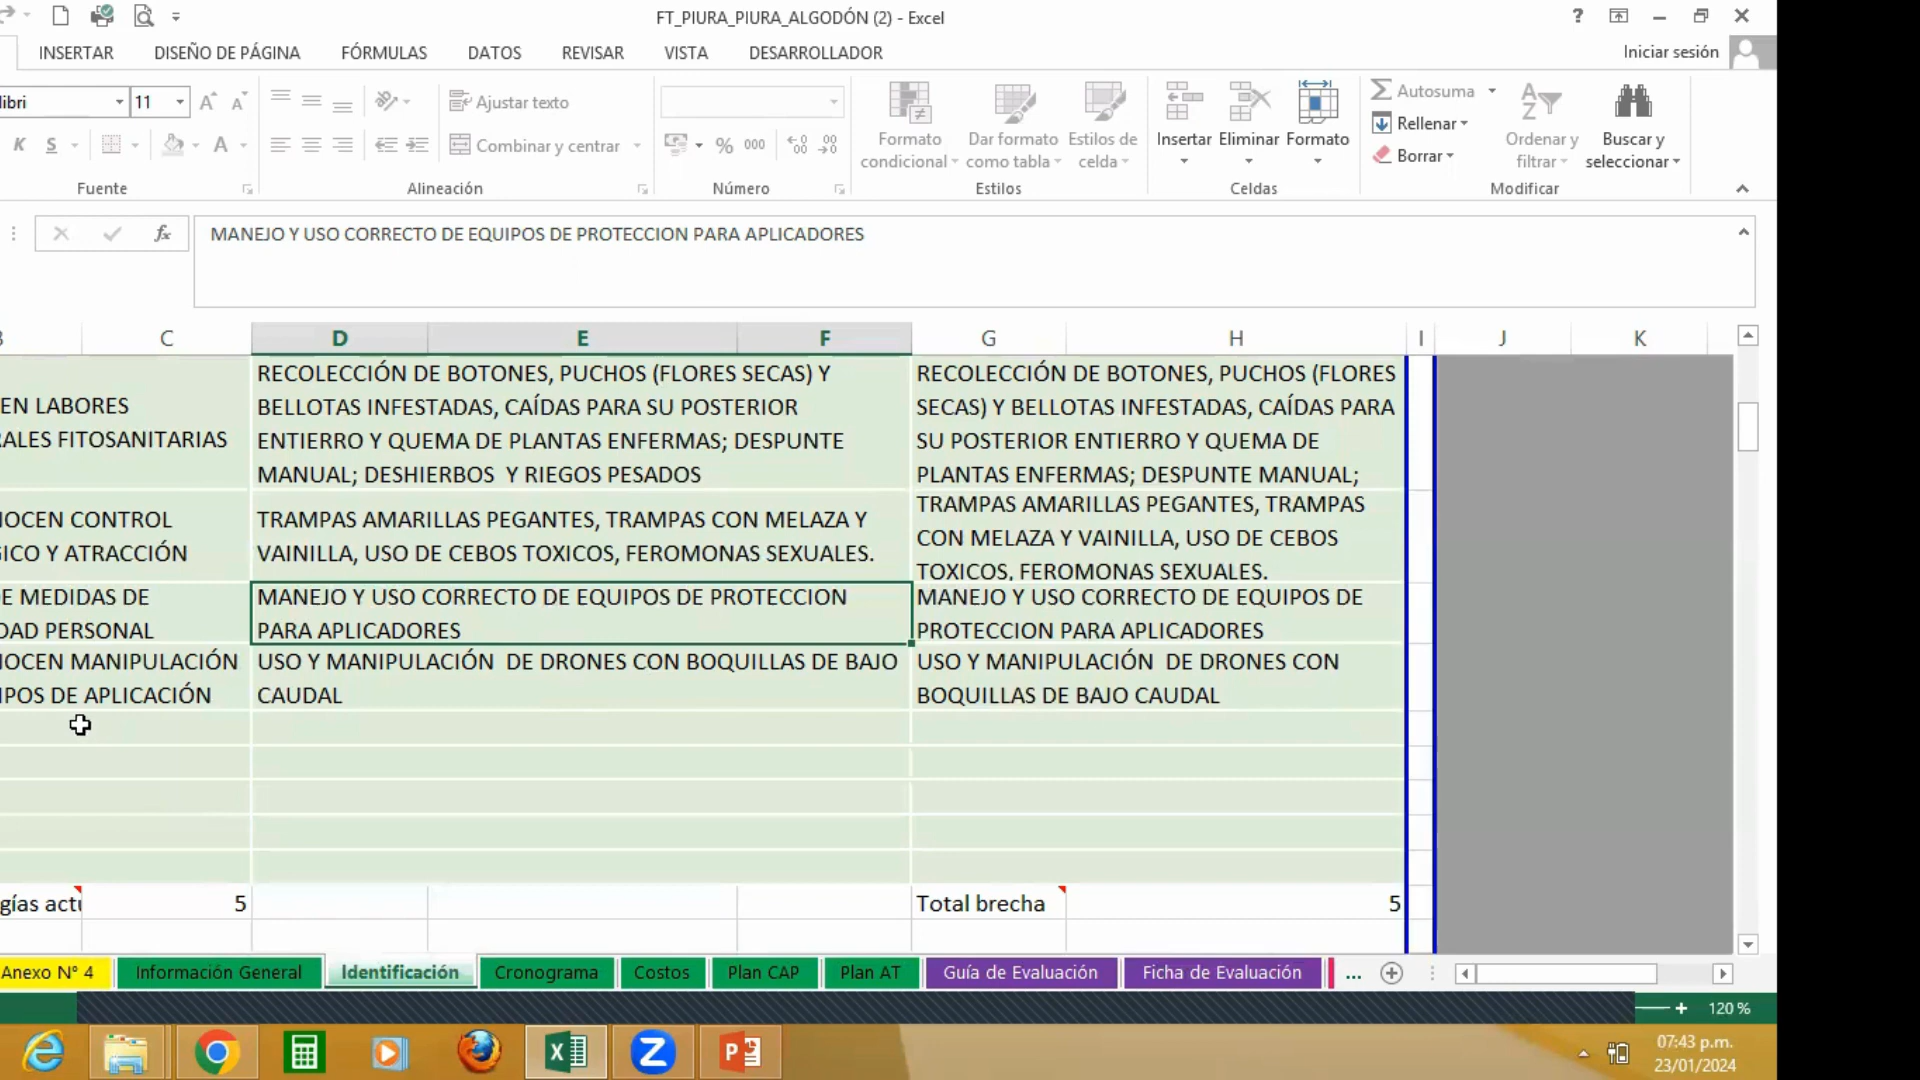 FT_PIURA_PIURA_ALGODÓN (2) - Excel
INSERTAR DISEÑO DE PÁGINA FÓRMULAS DATOS REVISAR VISTA DESARROLLADOR Iniciar sesión
libri 11 Ajustar texto Autosuma
K S A Combinar y centrar % 000 Formato condicional Dar formato como tabla Estilos de celda Insertar Eliminar Formato Rellenar Borrar Ordenar y filtrar Buscar y seleccionar
Fuente Alineación Número Estilos Celdas Modificar
fx MANEJO Y USO CORRECTO DE EQUIPOS DE PROTECCION PARA APLICADORES
C D E F G H I J K
EN LABORES
RALES FITOSANITARIAS
RECOLECCIÓN DE BOTONES, PUCHOS (FLORES SECAS) Y
BELLOTAS INFESTADAS, CAÍDAS PARA SU POSTERIOR
ENTIERRO Y QUEMA DE PLANTAS ENFERMAS; DESPUNTE
MANUAL; DESHIERBOS  Y RIEGOS PESADOS
RECOLECCIÓN DE BOTONES, PUCHOS (FLORES
SECAS) Y BELLOTAS INFESTADAS, CAÍDAS PARA
SU POSTERIOR ENTIERRO Y QUEMA DE
PLANTAS ENFERMAS; DESPUNTE MANUAL;
NOCEN CONTROL
GICO Y ATRACCIÓN
TRAMPAS AMARILLAS PEGANTES, TRAMPAS CON MELAZA Y
VAINILLA, USO DE CEBOS TOXICOS, FEROMONAS SEXUALES.
TRAMPAS AMARILLAS PEGANTES, TRAMPAS
CON MELAZA Y VAINILLA, USO DE CEBOS
TOXICOS, FEROMONAS SEXUALES.
DE MEDIDAS DE
DAD PERSONAL
MANEJO Y USO CORRECTO DE EQUIPOS DE PROTECCION
PARA APLICADORES
MANEJO Y USO CORRECTO DE EQUIPOS DE
PROTECCION PARA APLICADORES
NOCEN MANIPULACIÓN
IPOS DE APLICACIÓN
USO Y MANIPULACIÓN  DE DRONES CON BOQUILLAS DE BAJO
CAUDAL
USO Y MANIPULACIÓN  DE DRONES CON
BOQUILLAS DE BAJO CAUDAL
gías actu 5 Total brecha 5
Anexo N° 4 Información General Identificación Cronograma Costos Plan CAP Plan AT Guía de Evaluación Ficha de Evaluación ...
120 %
07:43 p.m.
23/01/2024